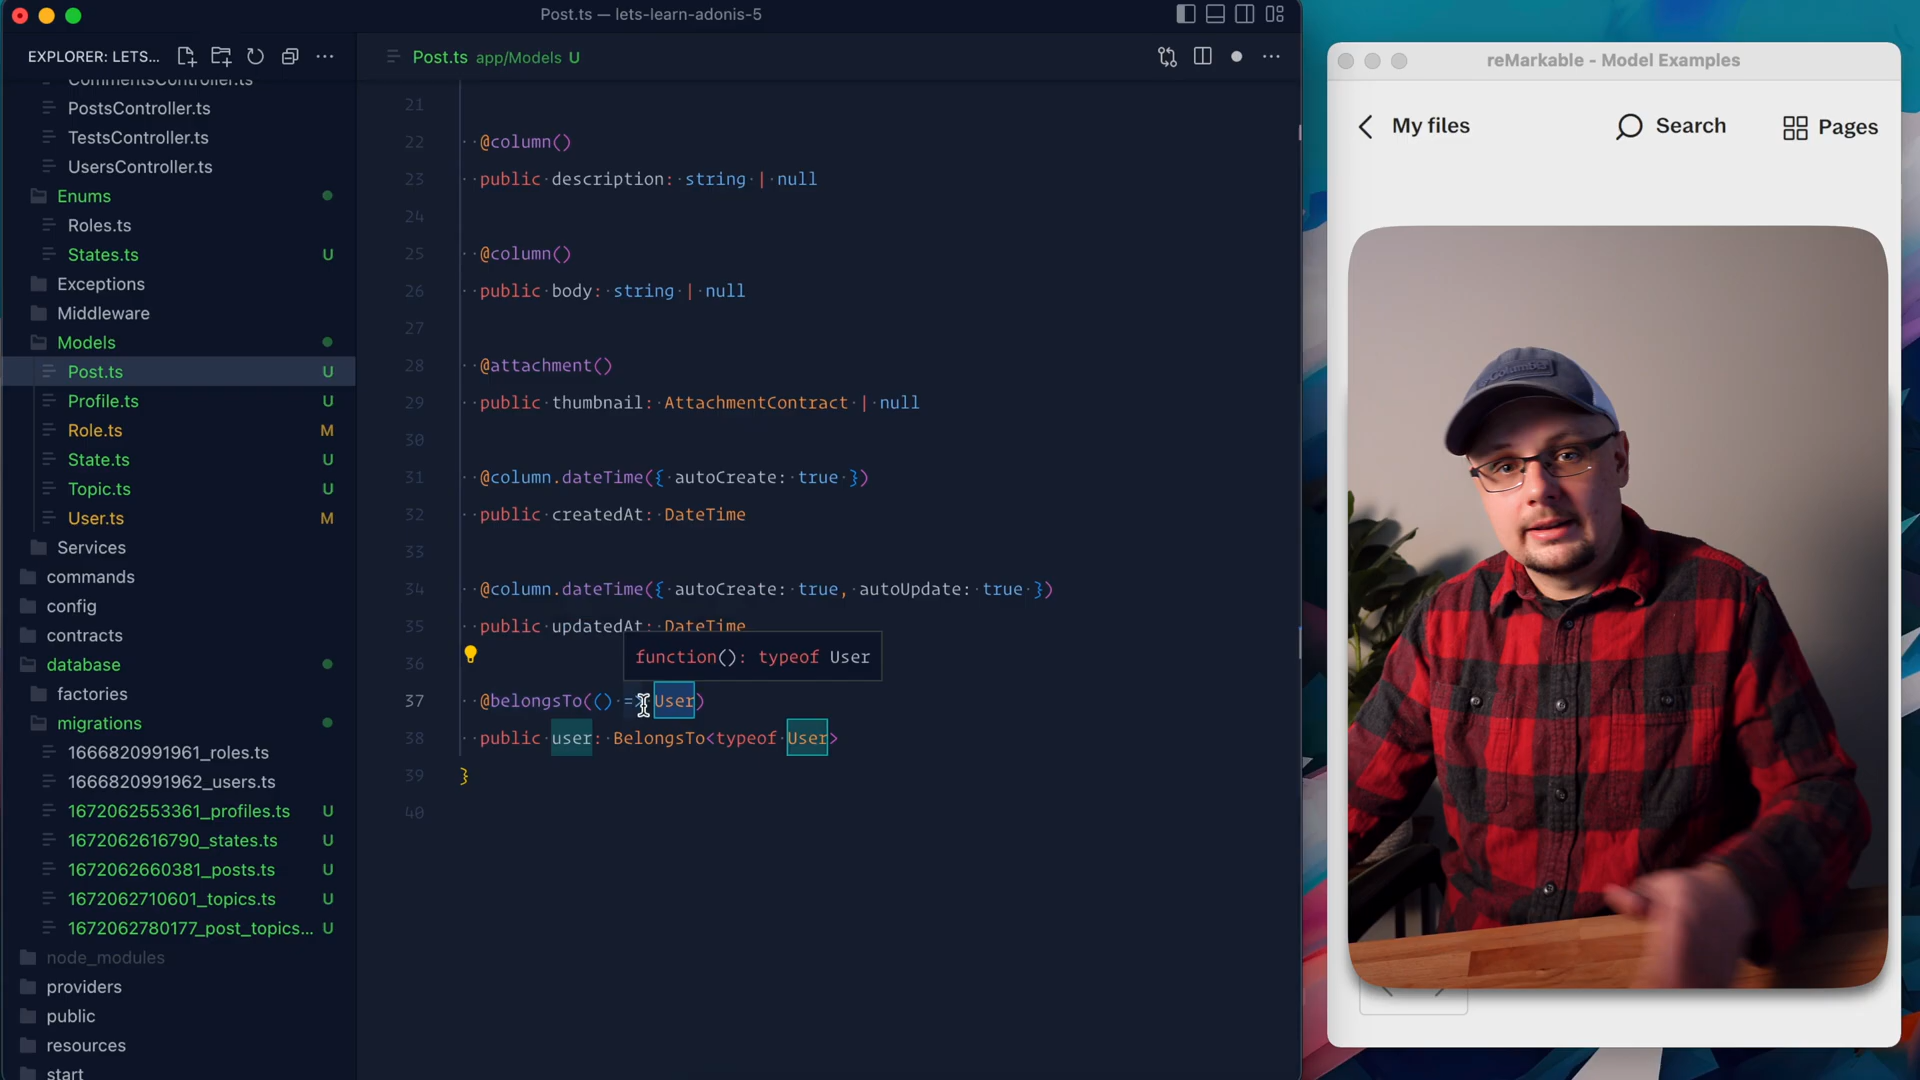 Post.ts — lets-learn-adonis-5
EXPLORER: LETS...
CommentsController.ts
PostsController.ts
TestsController.ts
UsersController.ts
Enums
Roles.ts
States.ts U
Exceptions
Middleware
Models
Post.ts U
Profile.ts U
Role.ts M
State.ts U
Topic.ts U
User.ts M
Services
commands
config
contracts
database
factories
migrations
1666820991961_roles.ts
1666820991962_users.ts
1672062553361_profiles.ts U
1672062616790_states.ts U
1672062660381_posts.ts U
1672062710601_topics.ts U
1672062780177_post_topics... U
node_modules
providers
public
resources
start
Post.ts app/Models U
21
22 @column()
23 public description: string | null
24
25 @column()
26 public body: string | null
27
28 @attachment()
29 public thumbnail: AttachmentContract | null
30
31 @column.dateTime({ autoCreate: true })
32 public createdAt: DateTime
33
34 @column.dateTime({ autoCreate: true, autoUpdate: true })
35 public updatedAt: DateTime
function(): typeof User
36
37 @belongsTo(() => User)
38 public user: BelongsTo<typeof User>
39 }
40
reMarkable - Model Examples
My files
Search
Pages
Columbia